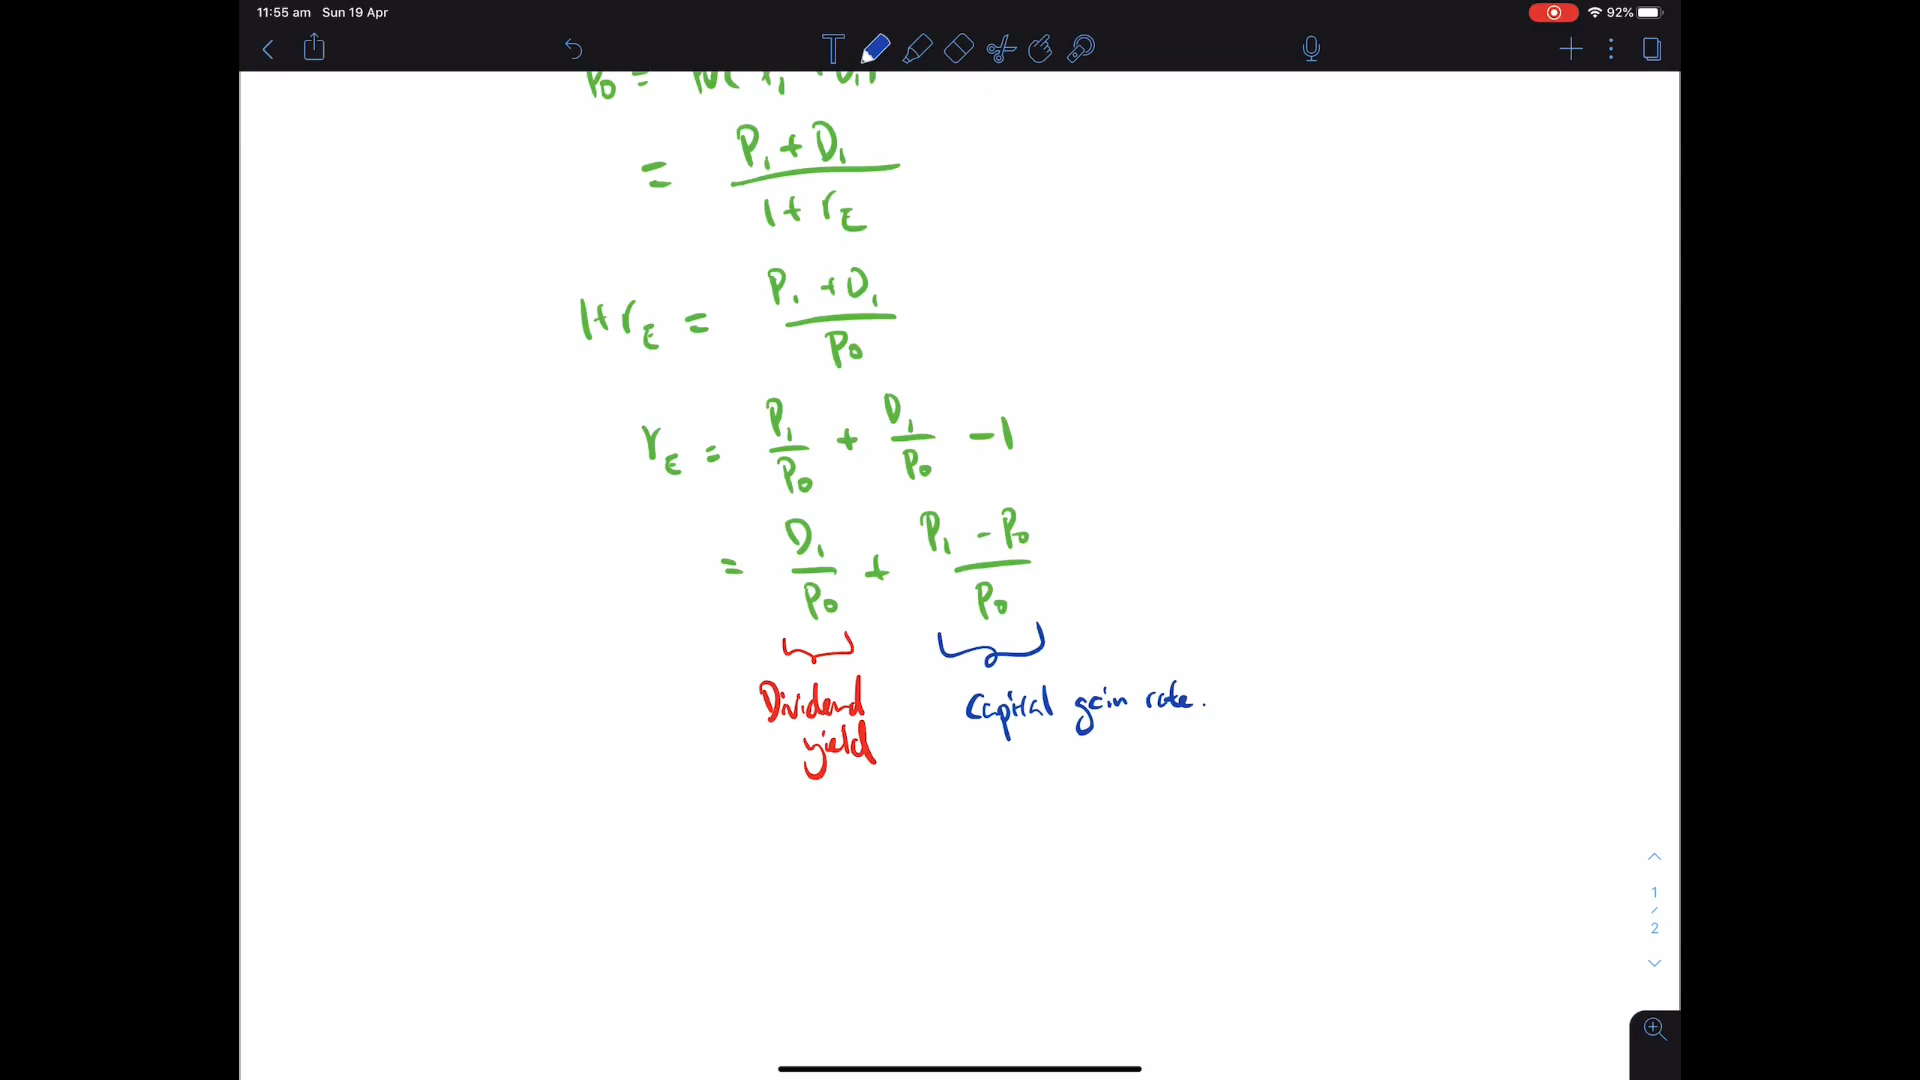 11:55 am Sun 19 Apr 92%
T
= P₁ + D₁ / 1 + r_E
1 + r_E = P₁ + D₁ / P₀
r_E = P₁ / P₀ + D₁ / P₀ - 1
= D₁ / P₀ + P₁ - P₀ / P₀
Dividend yield
Capital gain rate.
1 / 2